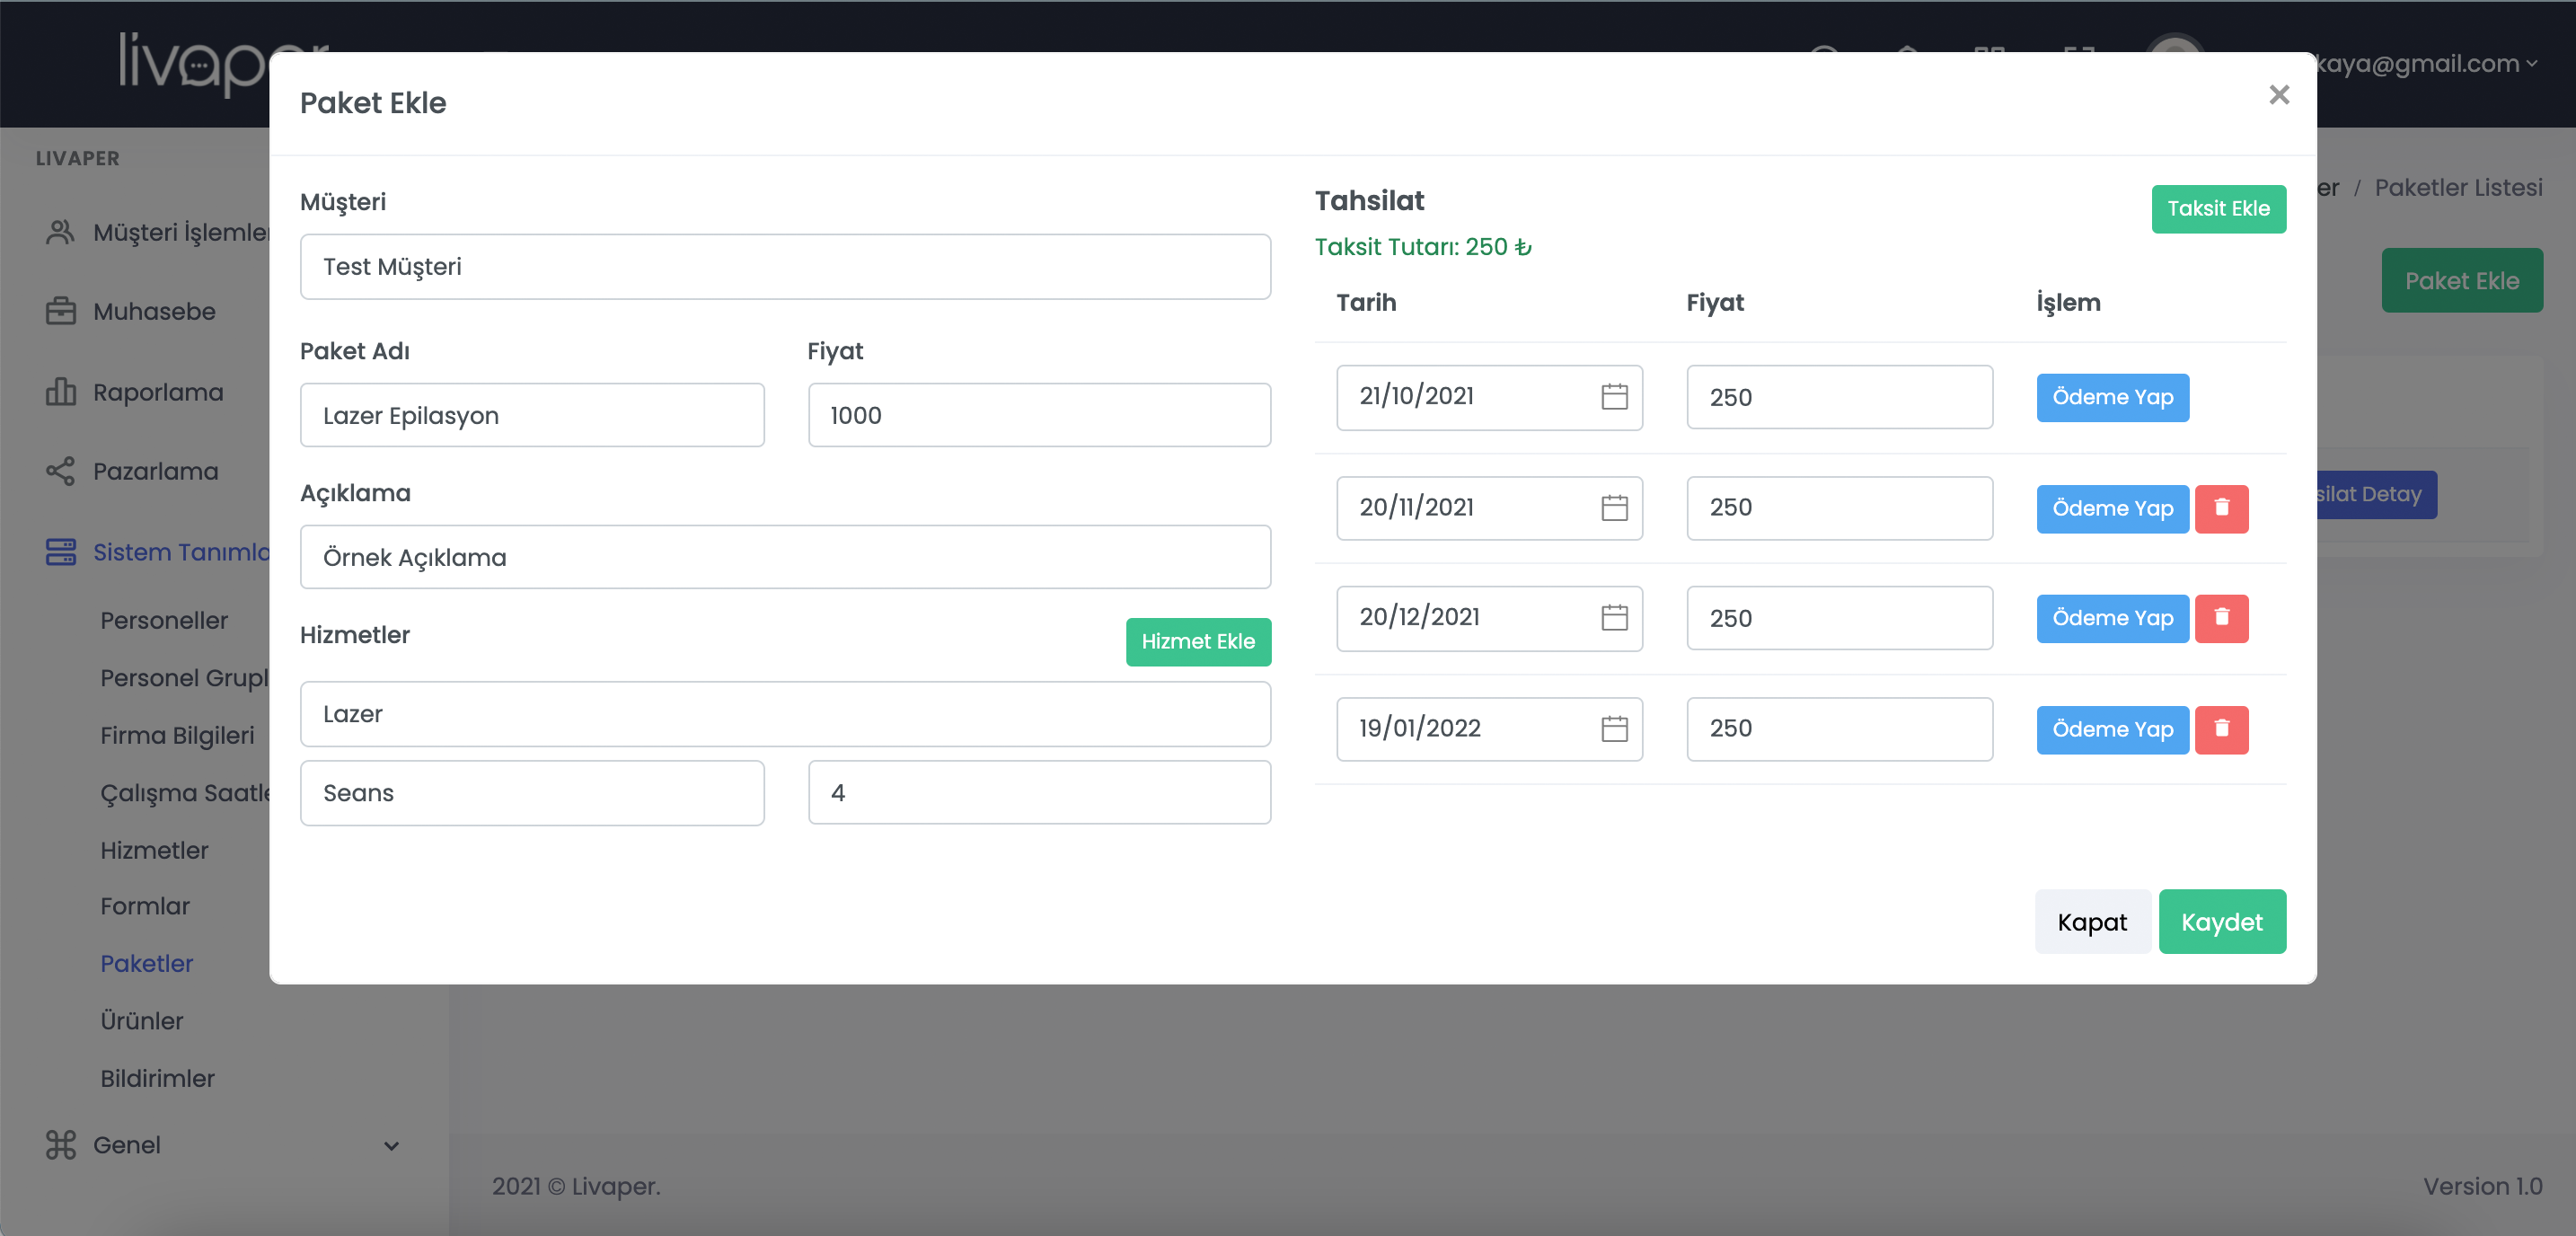 Paket Ekle
kaya@gmail.com
LIVAPER
Müşteri İşlemler
Muhasebe
Raporlama
Pazarlama
Sistem Tanımla
Personeller
Personel Grupl
Firma Bilgileri
Çalışma Saatle
Hizmetler
Formlar
Paketler
Ürünler
Bildirimler
Genel
Müşteri
Test Müşteri
Paket Adı Fiyat
Lazer Epilasyon 1000
Açıklama
Örnek Açıklama
Hizmetler Hizmet Ekle
Lazer
Seans 4
Tahsilat Taksit Ekle
Taksit Tutarı: 250 ₺
Tarih Fiyat İşlem
21/10/2021 250 Ödeme Yap
20/11/2021 250 Ödeme Yap
20/12/2021 250 Ödeme Yap
19/01/2022 250 Ödeme Yap
Kapat Kaydet
er / Paketler Listesi
Paket Ekle
silat Detay
2021 © Livaper. Version 1.0